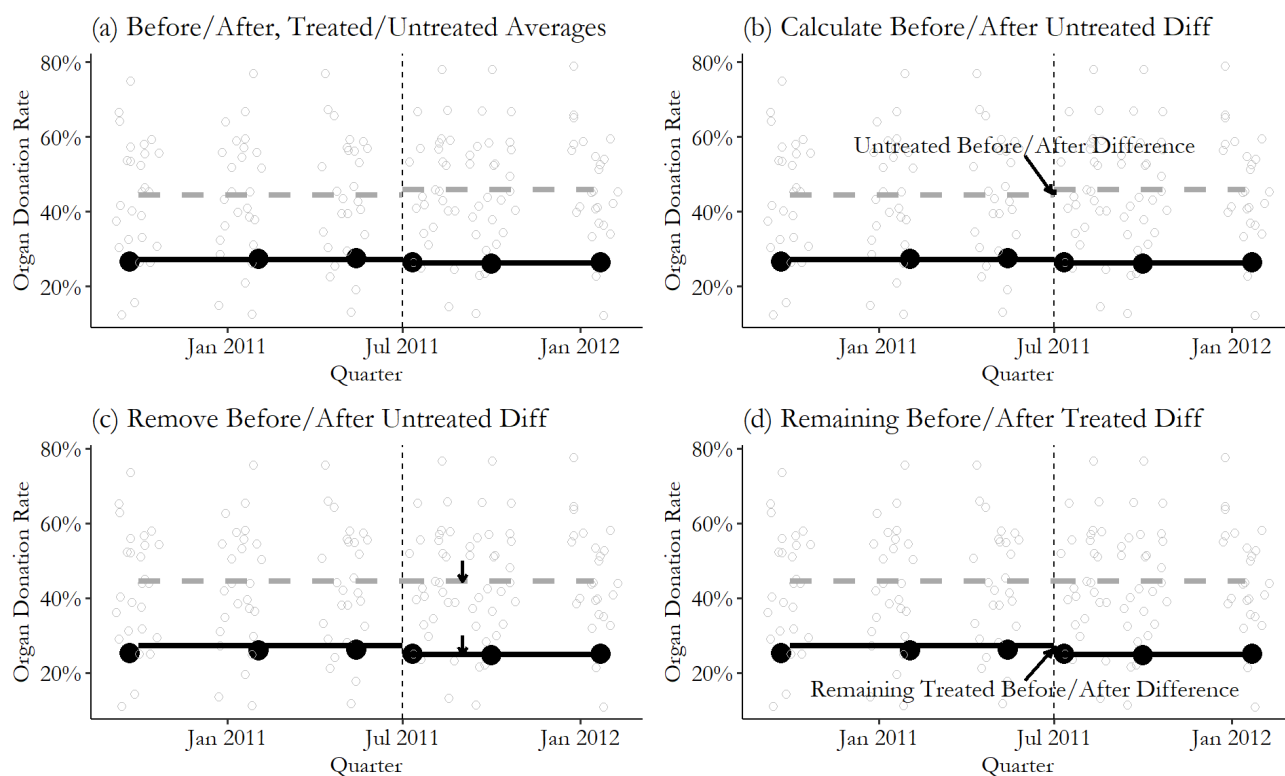 (a) Before/After, Treated/Untreated Averages
80%
60%
40%
20%
Organ Donation Rate
Jan 2011
Jul 2011
Jan 2012
Quarter
(b) Calculate Before/After Untreated Diff
80%
60%
40%
20%
Organ Donation Rate
Untreated Before/After Difference
Jan 2011
Jul 2011
Jan 2012
Quarter
(c) Remove Before/After Untreated Diff
80%
60%
40%
20%
Organ Donation Rate
Jan 2011
Jul 2011
Jan 2012
Quarter
(d) Remaining Before/After Treated Diff
80%
60%
40%
20%
Organ Donation Rate
Remaining Treated Before/After Difference
Jan 2011
Jul 2011
Jan 2012
Quarter